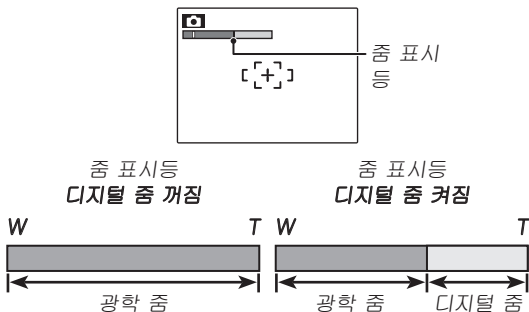 줌 표시
등
줌 표시등
디지털 줌 꺼짐
W T
광학 줌
줌 표시등
디지털 줌 켜짐
W T
광학 줌 디지털 줌